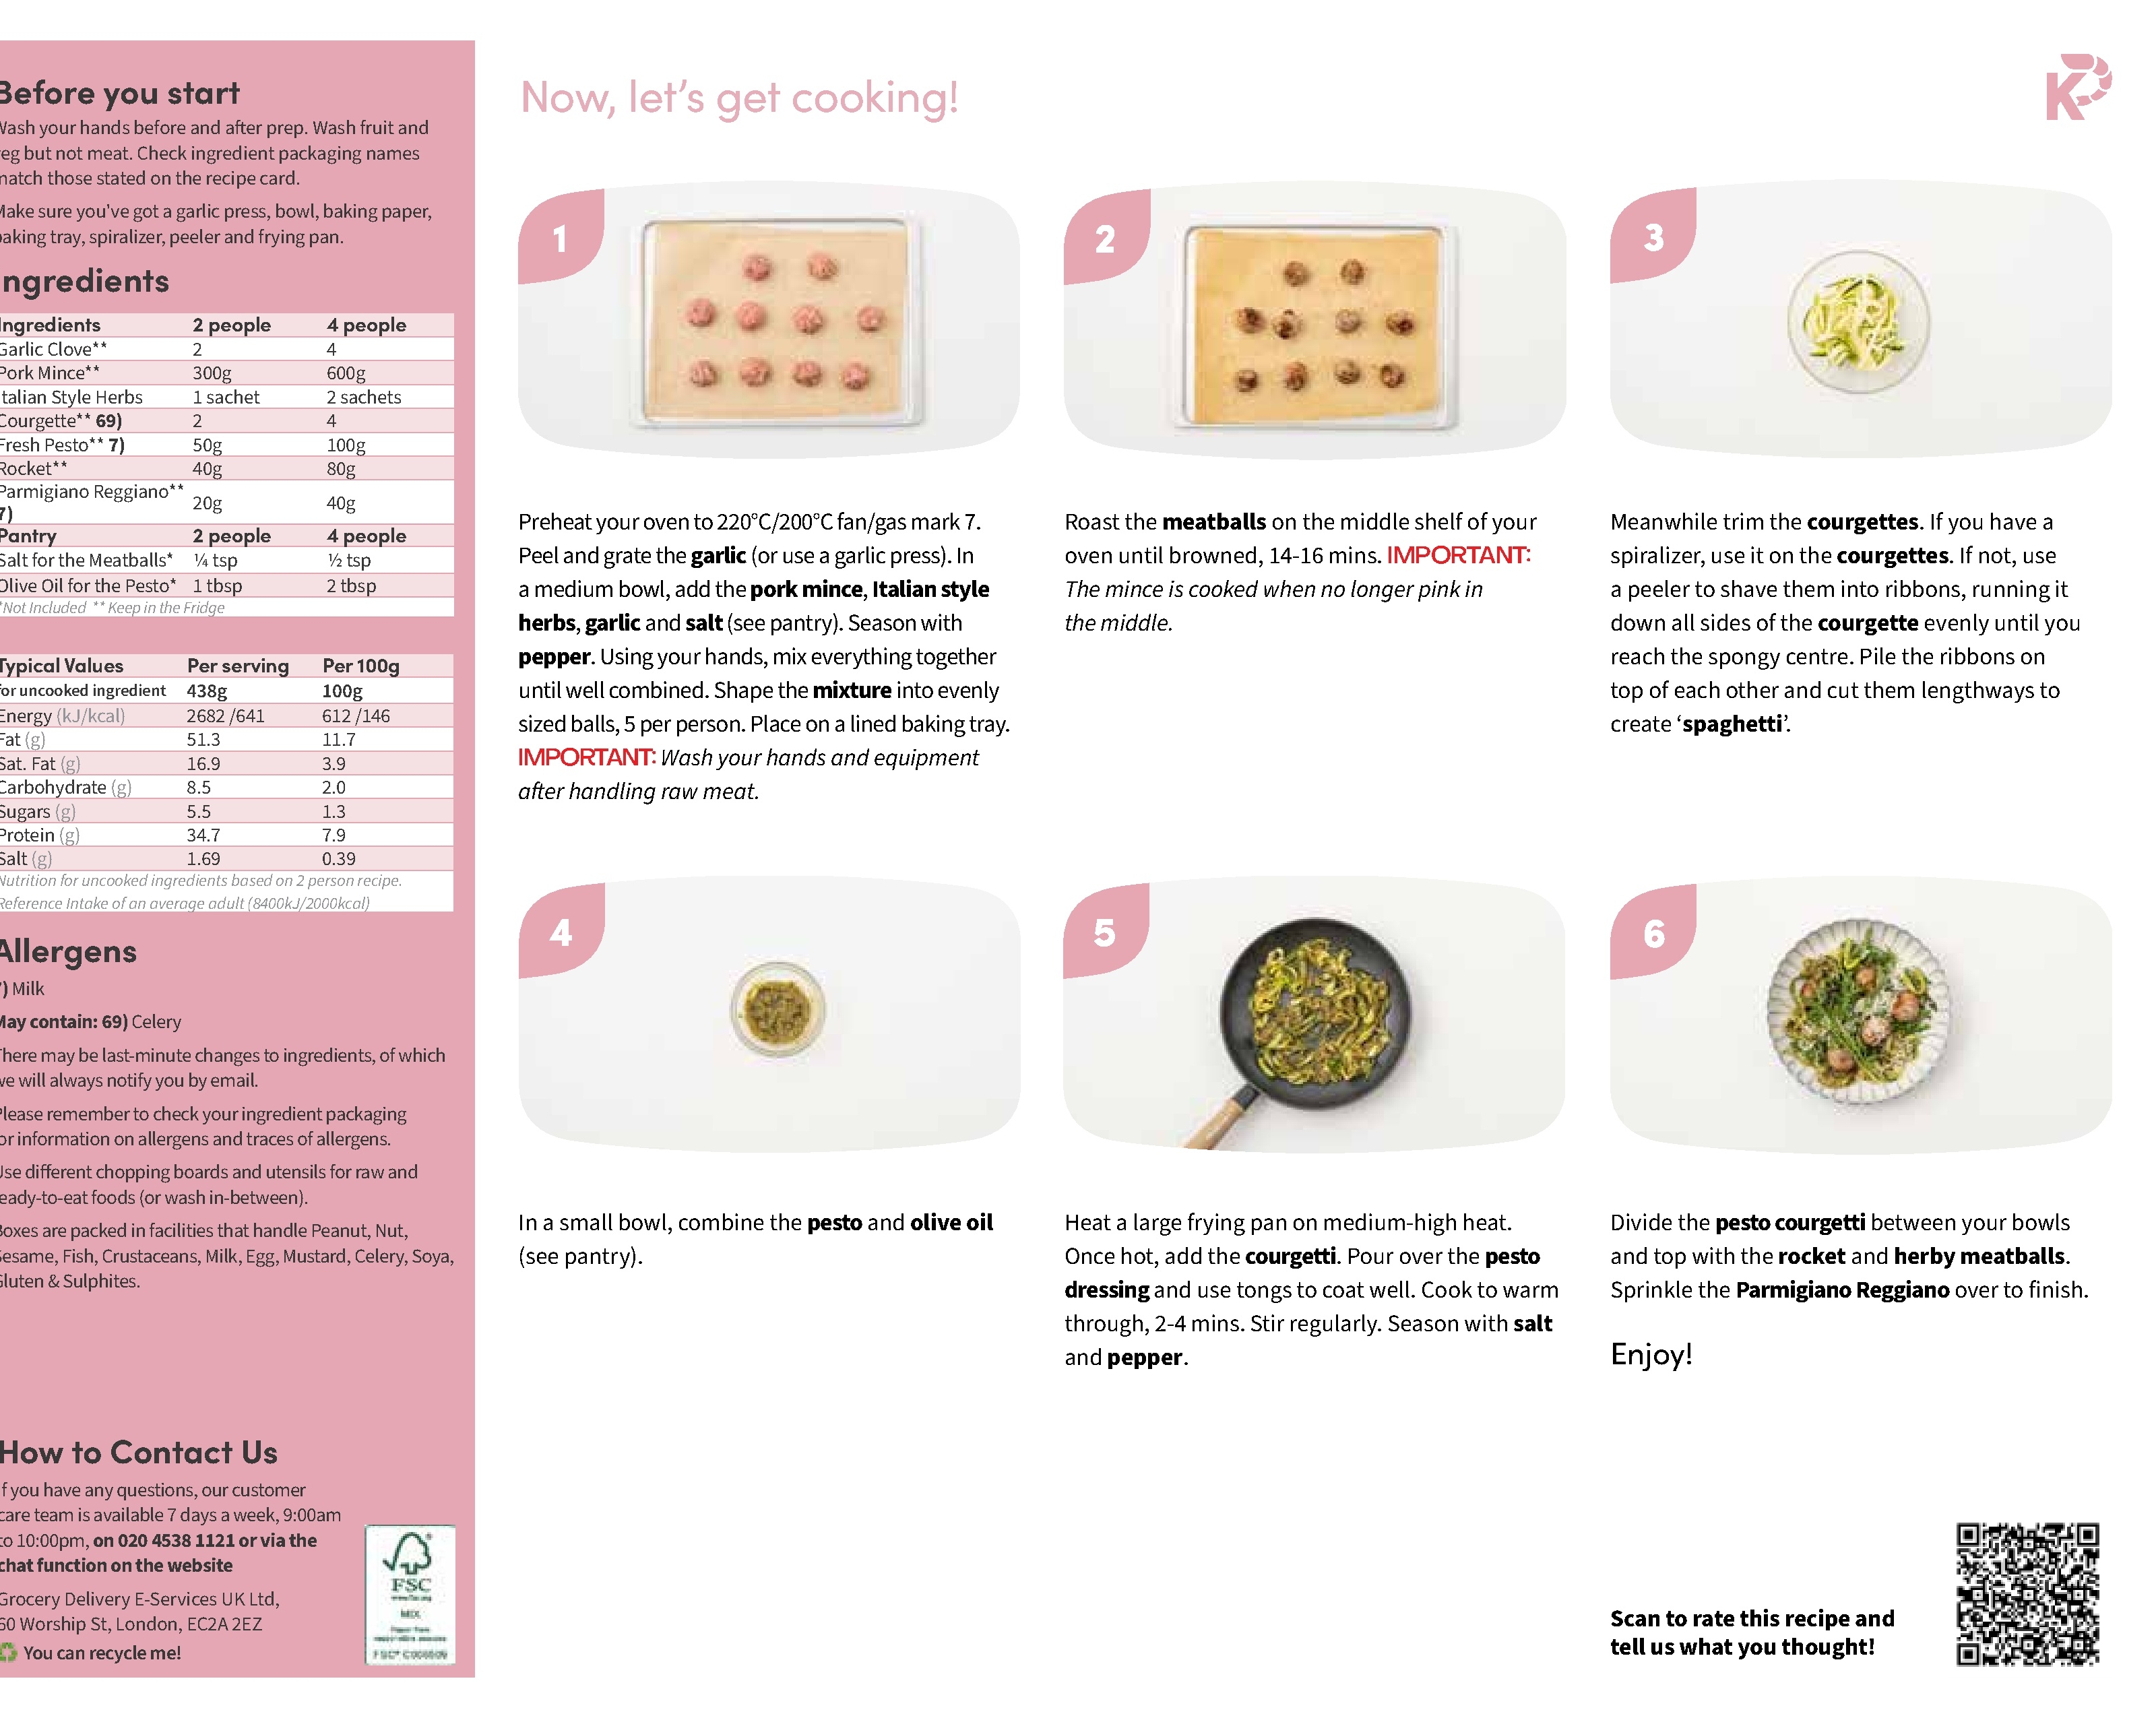 Before you start
Wash your hands before and after prep. Wash fruit and
veg but not meat. Check ingredient packaging names
match those stated on the recipe card.
Make sure you've got a garlic press, bowl, baking paper,
baking tray, spiralizer, peeler and frying pan.
Ingredients
Ingredients 2 people 4 people
Garlic Clove** 2 4
Pork Mince** 300g 600g
Italian Style Herbs 1 sachet 2 sachets
Courgette** 69) 2 4
Fresh Pesto** 7) 50g 100g
Rocket** 40g 80g
Parmigiano Reggiano**
7) 20g 40g
Pantry 2 people 4 people
Salt for the Meatballs* ¼ tsp ½ tsp
Olive Oil for the Pesto* 1 tbsp 2 tbsp
*Not Included ** Keep in the Fridge
Typical Values Per serving Per 100g
for uncooked ingredient 438g 100g
Energy (kJ/kcal) 2682 /641 612 /146
Fat (g) 51.3 11.7
Sat. Fat (g) 16.9 3.9
Carbohydrate (g) 8.5 2.0
Sugars (g) 5.5 1.3
Protein (g) 34.7 7.9
Salt (g) 1.69 0.39
Nutrition for uncooked ingredients based on 2 person recipe.
Reference Intake of an average adult (8400kJ/2000kcal)
Allergens
7) Milk
May contain: 69) Celery
There may be last-minute changes to ingredients, of which
we will always notify you by email.
Please remember to check your ingredient packaging
for information on allergens and traces of allergens.
Use different chopping boards and utensils for raw and
ready-to-eat foods (or wash in-between).
Boxes are packed in facilities that handle Peanut, Nut,
Sesame, Fish, Crustaceans, Milk, Egg, Mustard, Celery, Soya,
Gluten & Sulphites.
How to Contact Us
If you have any questions, our customer
care team is available 7 days a week, 9:00am
to 10:00pm, on 020 4538 1121 or via the
chat function on the website
Grocery Delivery E-Services UK Ltd,
60 Worship St, London, EC2A 2EZ
You can recycle me!
FSC
MIX
Now, let's get cooking!
K
1
Preheat your oven to 220°C/200°C fan/gas mark 7.
Peel and grate the garlic (or use a garlic press). In
a medium bowl, add the pork mince, Italian style
herbs, garlic and salt (see pantry). Season with
pepper. Using your hands, mix everything together
until well combined. Shape the mixture into evenly
sized balls, 5 per person. Place on a lined baking tray.
IMPORTANT: Wash your hands and equipment
after handling raw meat.
2
Roast the meatballs on the middle shelf of your
oven until browned, 14-16 mins. IMPORTANT:
The mince is cooked when no longer pink in
the middle.
3
Meanwhile trim the courgettes. If you have a
spiralizer, use it on the courgettes. If not, use
a peeler to shave them into ribbons, running it
down all sides of the courgette evenly until you
reach the spongy centre. Pile the ribbons on
top of each other and cut them lengthways to
create ‘spaghetti’.
4
In a small bowl, combine the pesto and olive oil
(see pantry).
5
Heat a large frying pan on medium-high heat.
Once hot, add the courgetti. Pour over the pesto
dressing and use tongs to coat well. Cook to warm
through, 2-4 mins. Stir regularly. Season with salt
and pepper.
6
Divide the pesto courgetti between your bowls
and top with the rocket and herby meatballs.
Sprinkle the Parmigiano Reggiano over to finish.
Enjoy!
Scan to rate this recipe and
tell us what you thought!